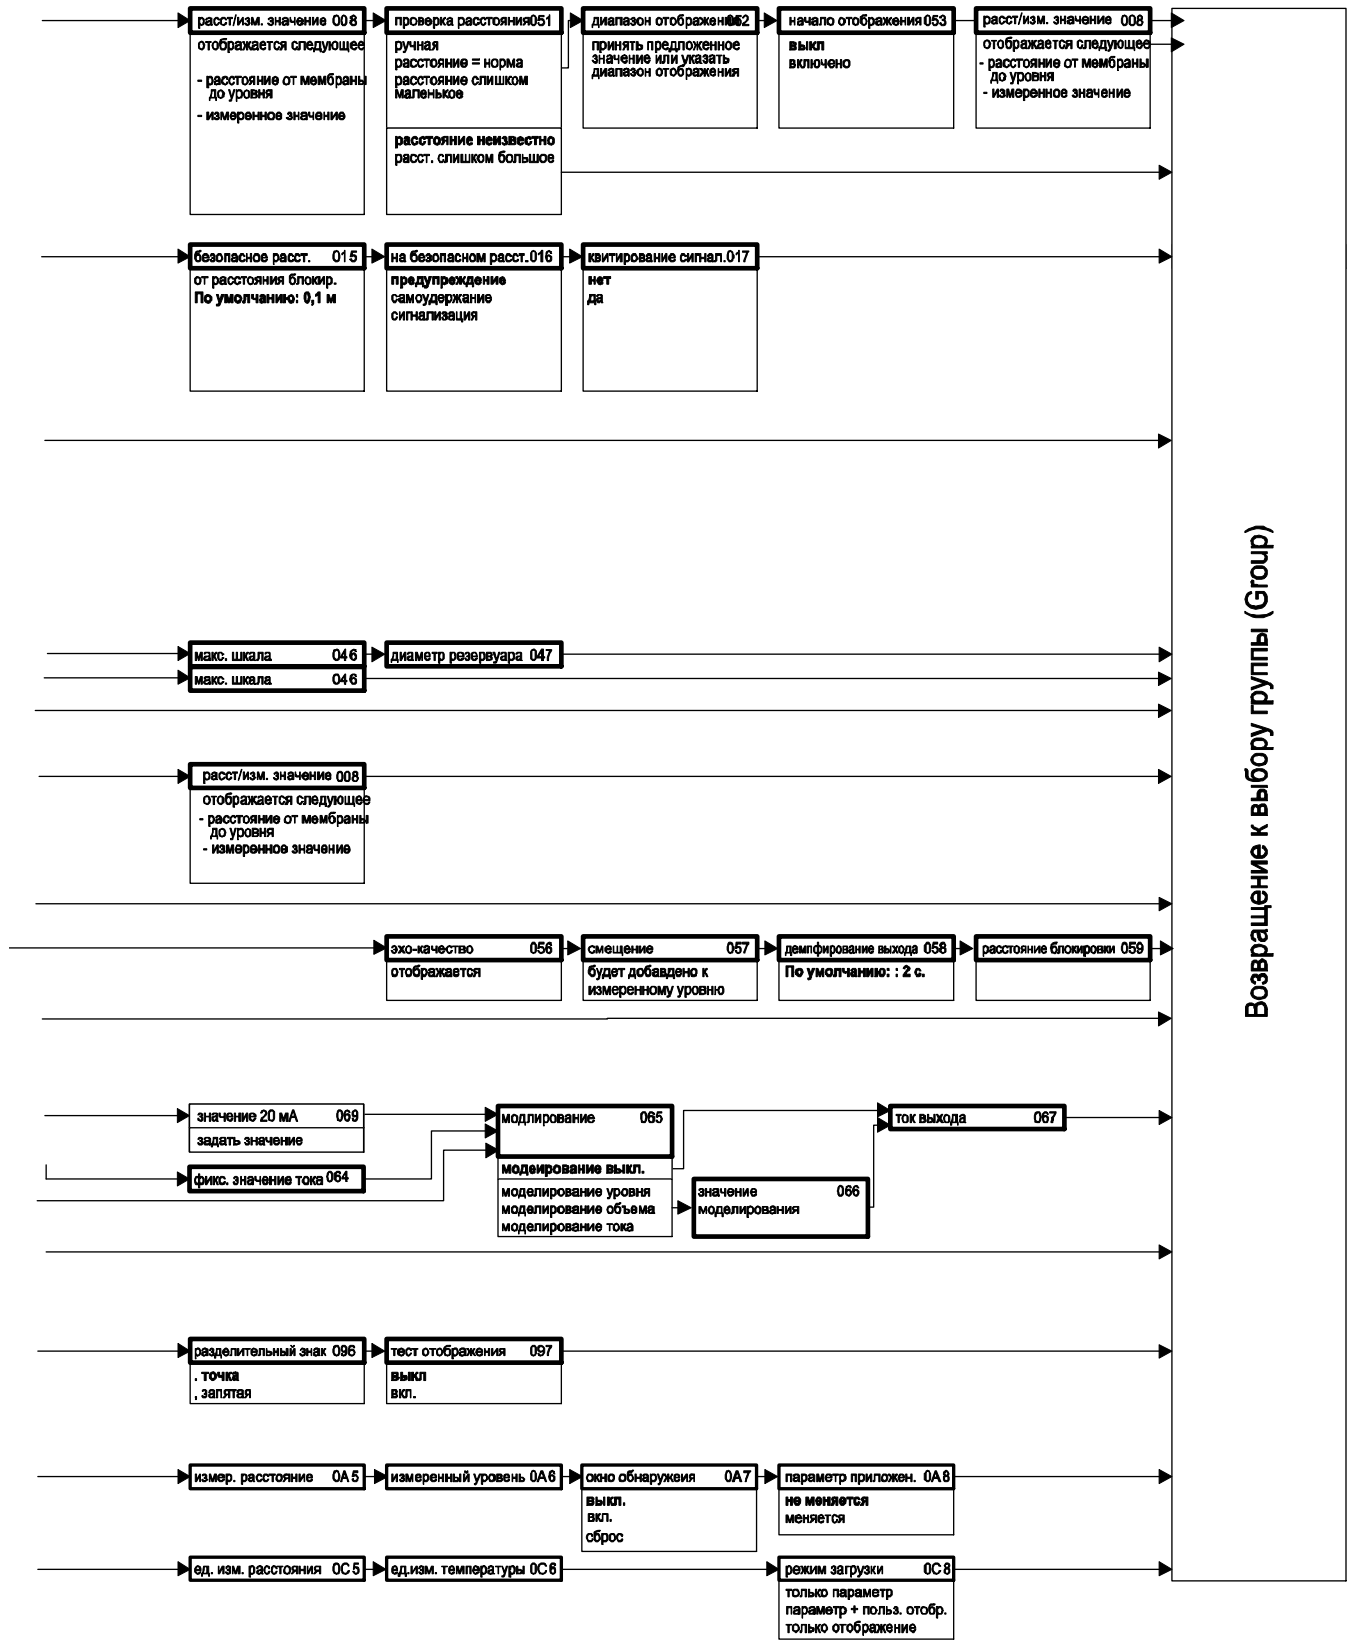 расст/изм. значение 008
отображается следующее
- расстояние от мембраны
до уровня
- измеренное значение
проверка расстояния051
ручная
расстояние = норма
расстояние слишком
маленькое
расстояние неизвестно
расст. слишком большое
диапазон отображения052
принять предложенное
значение или указать
диапазон отображения
начало отображения053
выкл
включено
расст/изм. значение 008
отображается следующее
- расстояние от мембраны
до уровня
- измеренное значение
безопасное расст. 015
от расстояния блокир.
По умолчанию: 0,1 м
на безопасном расст.016
предупреждение
самоудержание
сигнализация
квитирование сигнал.017
нет
да
макс. шкала 046
диаметр резервуара 047
макс. шкала 046
расст/изм. значение 008
отображается следующее
- расстояние от мембраны
до уровня
- измеренное значение
эхо-качество 056
отображается
смещение 057
будет добавлено к
измеренному уровню
демпфирование выхода 058
По умолчанию: : 2 с.
расстояние блокировки 059
значение 20 мА 069
задать значение
фикс. значение тока 064
модлирование 065
модеирование выкл.
моделирование уровня
моделирование объема
моделирование тока
значение 066
моделирования
ток выхода 067
разделительный знак 096
. точка
, запятая
тест отображения 097
выкл
вкл.
измер. расстояние 0A5
измеренный уровень 0A6
окно обнаружеия 0A7
выкл.
вкл.
сброс
параметр приложен. 0A8
не меняется
меняется
ед. изм. расстояния 0C5
ед.изм. температуры 0C6
режим загрузки 0C8
только параметр
параметр + польз. отобр.
только отображение
Возвращение к выбору группы (Group)